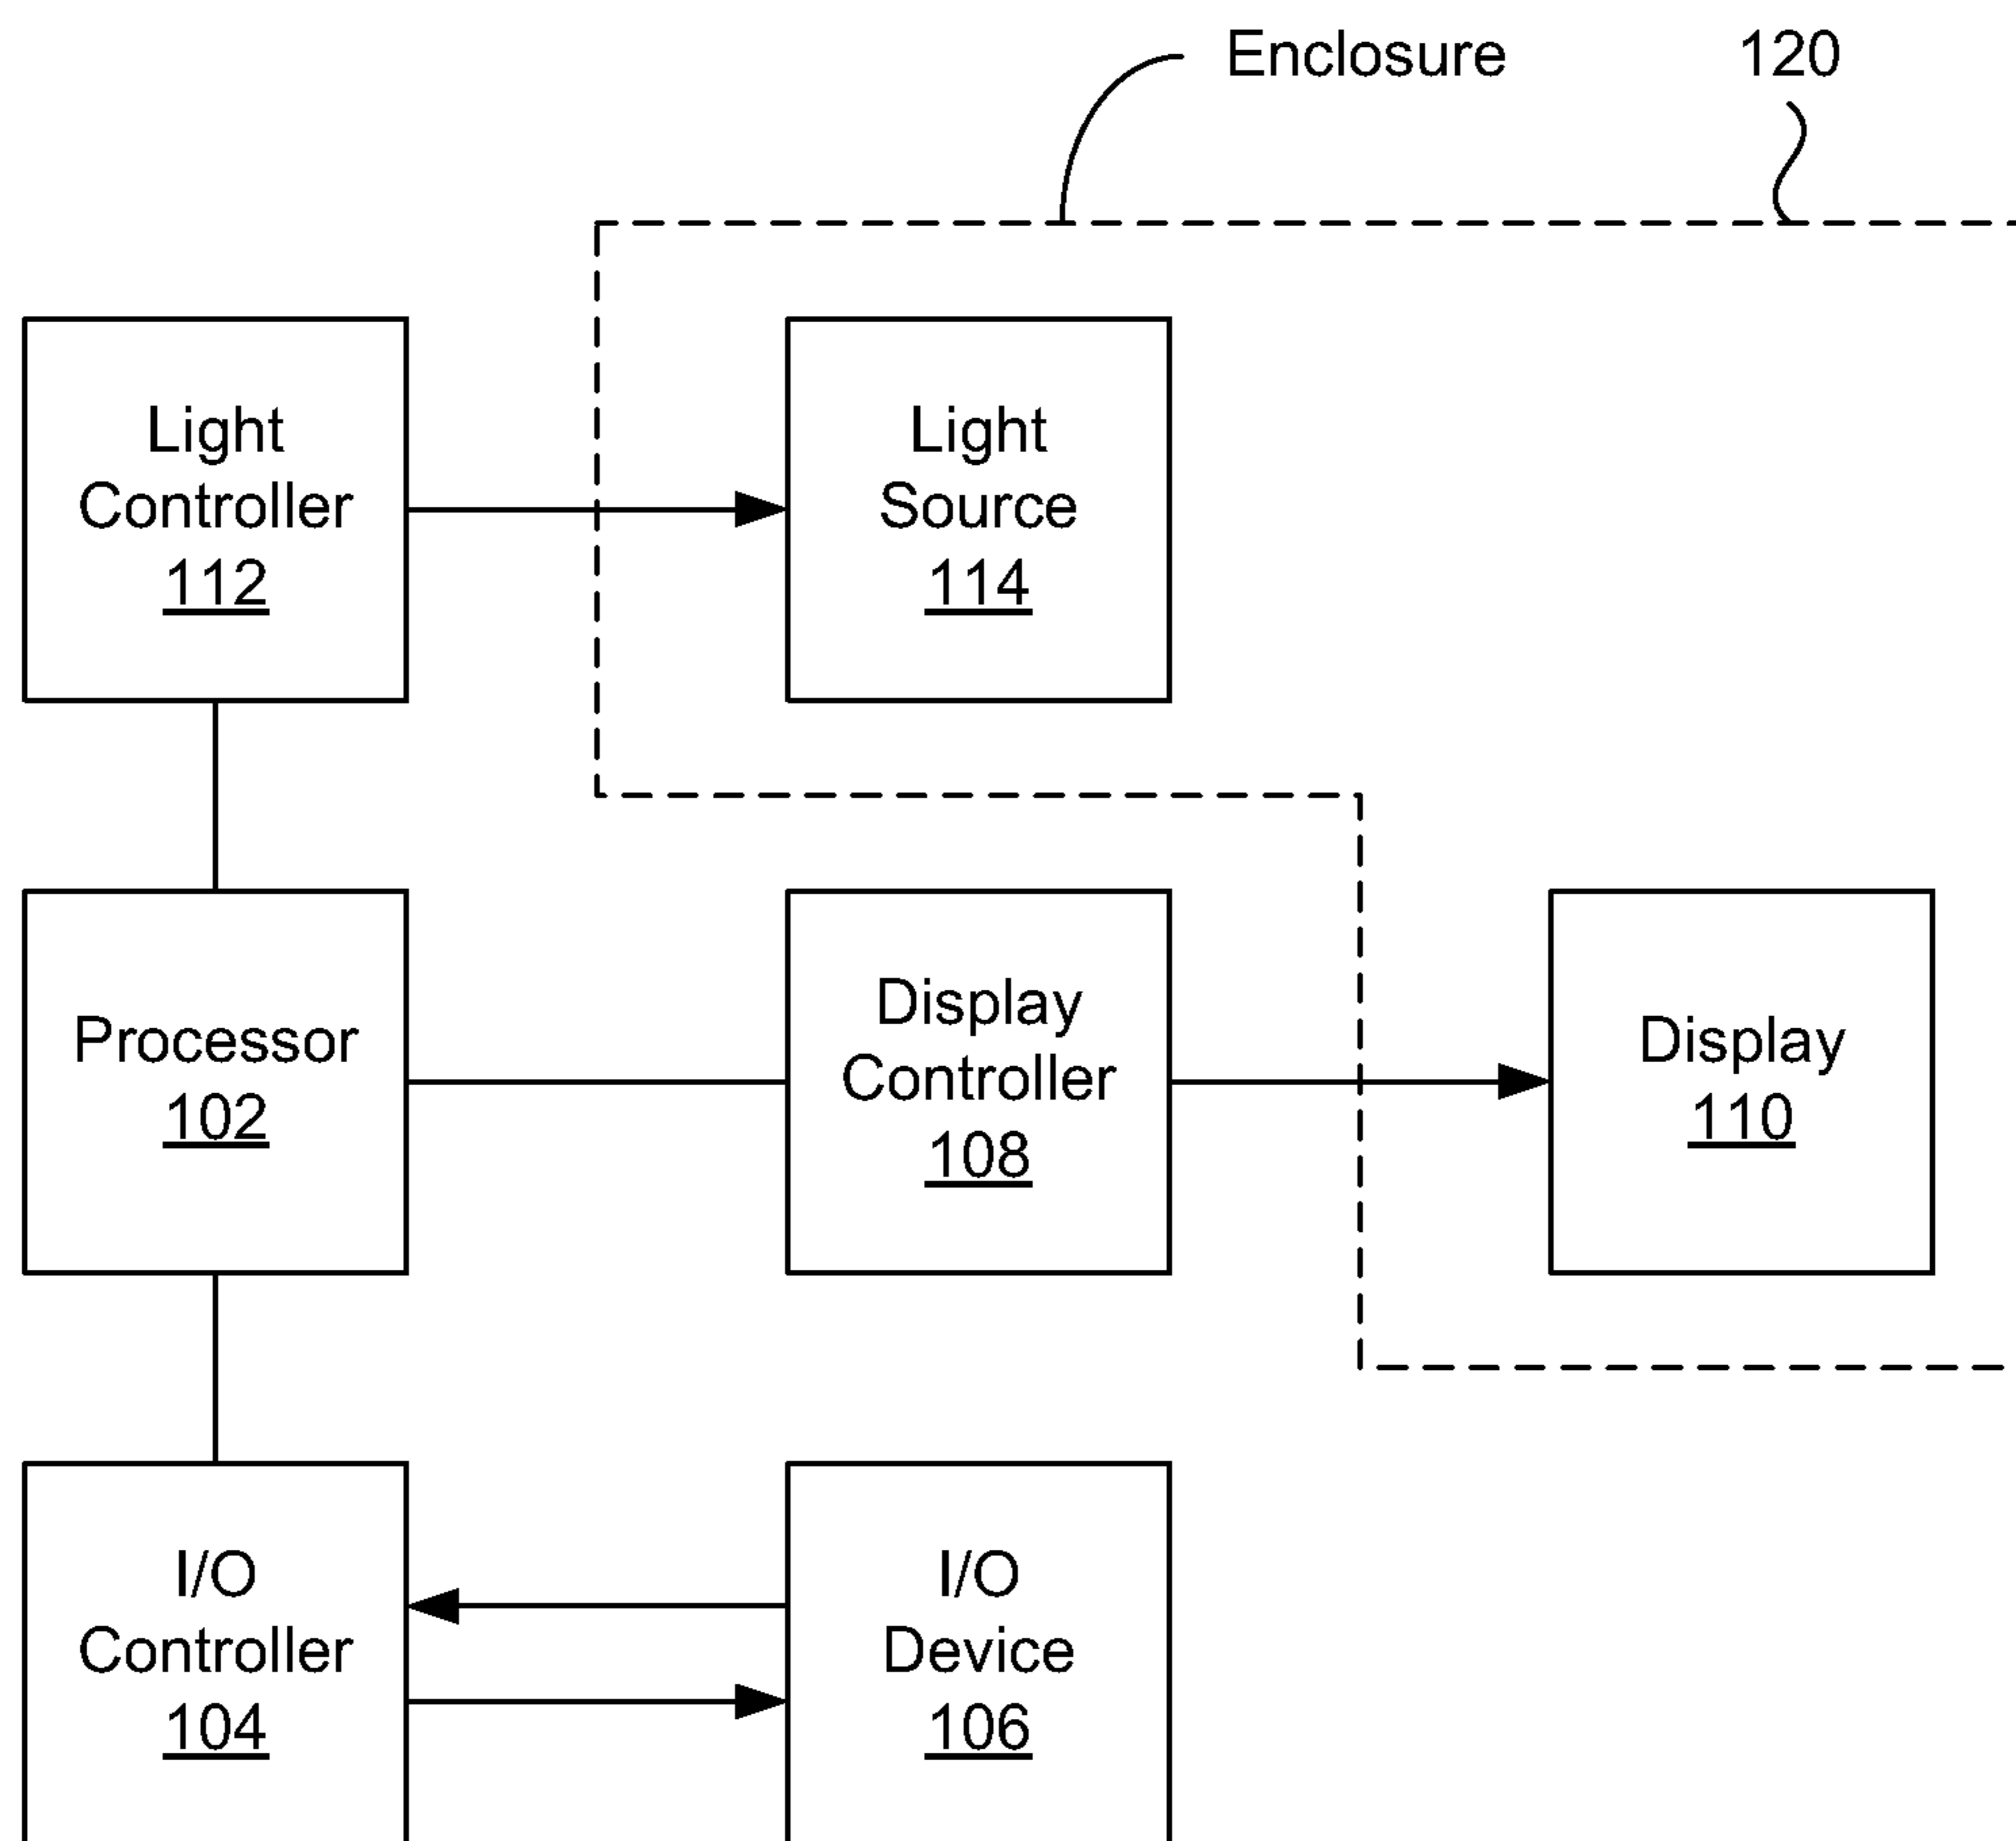 Enclosure
120
Light
Controller
112
Light
Source
114
Processor
102
Display
Controller
108
Display
110
I/O
Controller
104
I/O
Device
106